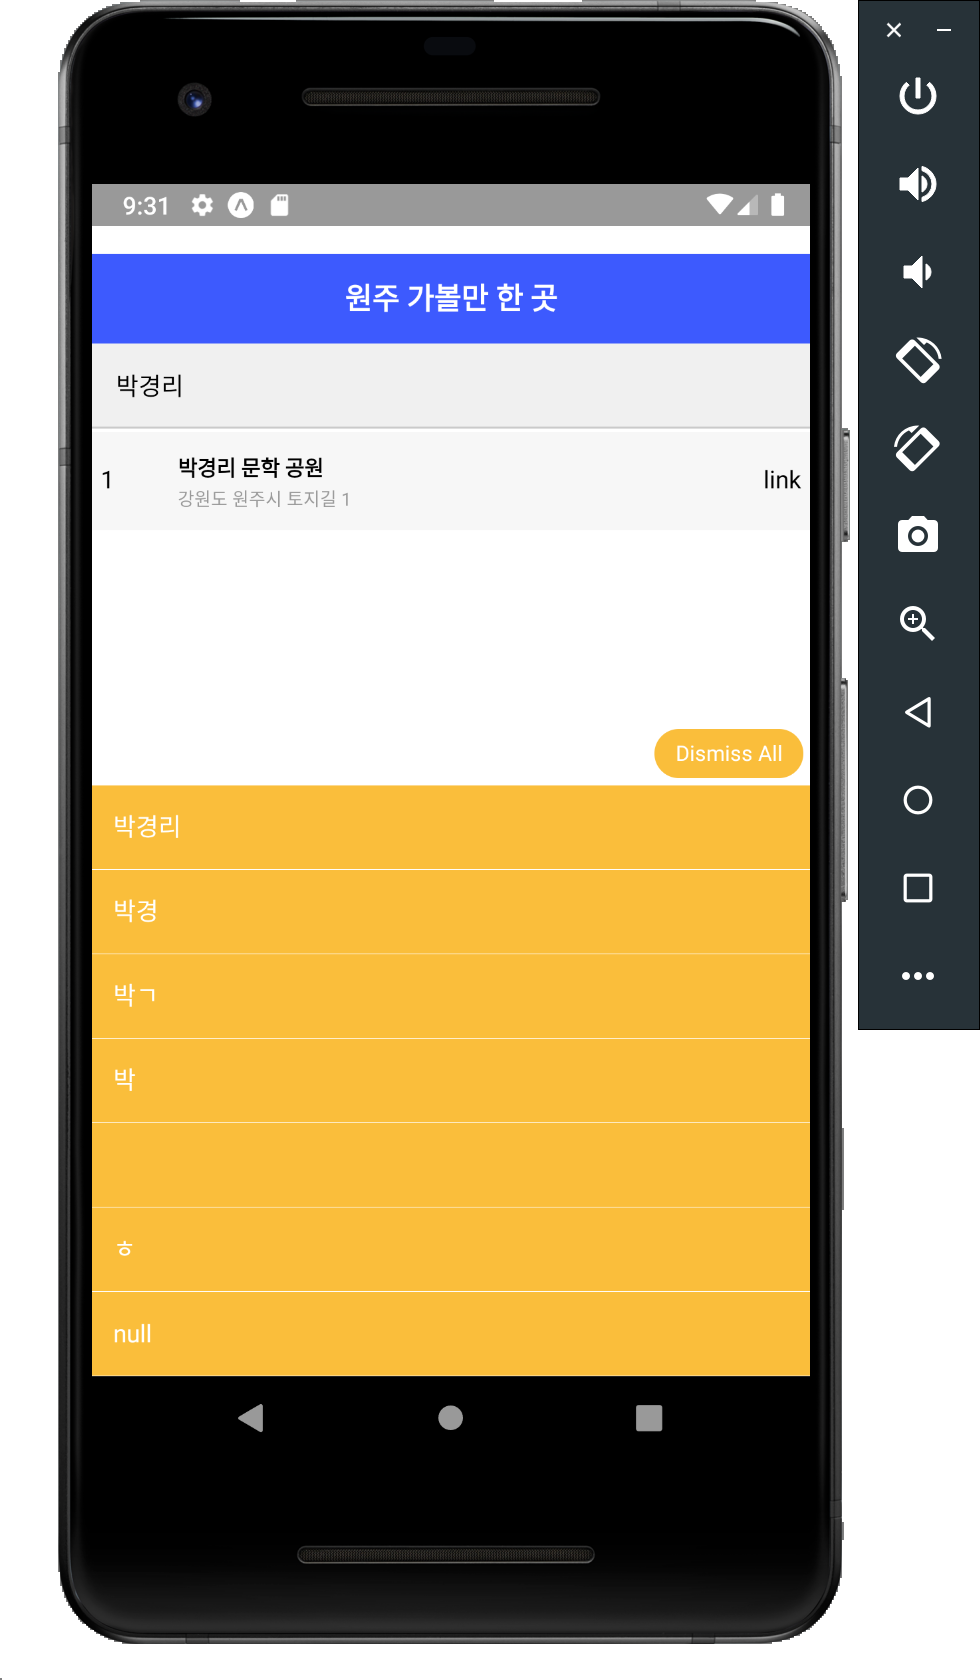 9:31
원주 가볼만 한 곳
박경리
1
박경리 문학 공원
강원도 원주시 토지길 1
link
Dismiss All
박경리
박경
박ㄱ
박
ㅎ
null